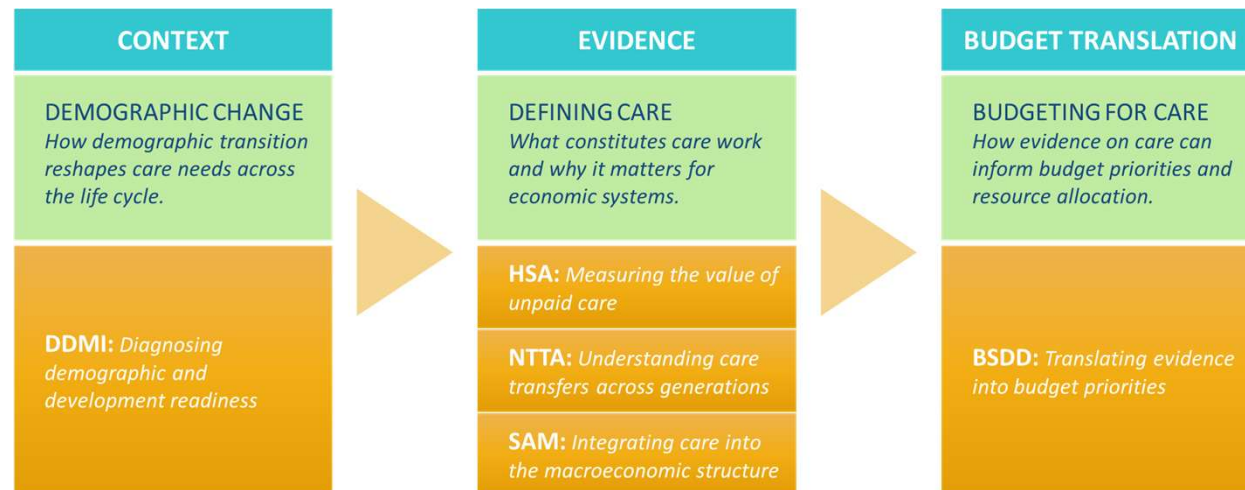 CONTEXT
DEMOGRAPHIC CHANGE
How demographic transition
reshapes care needs across
the life cycle.
DDMI: Diagnosing
demographic and
development readiness
EVIDENCE
DEFINING CARE
What constitutes care work
and why it matters for
economic systems.
HSA: Measuring the value of
unpaid care
NTTA: Understanding care
transfers across generations
SAM: Integrating care into
the macroeconomic structure
BUDGET TRANSLATION
BUDGETING FOR CARE
How evidence on care can
inform budget priorities and
resource allocation.
BSDD: Translating evidence
into budget priorities